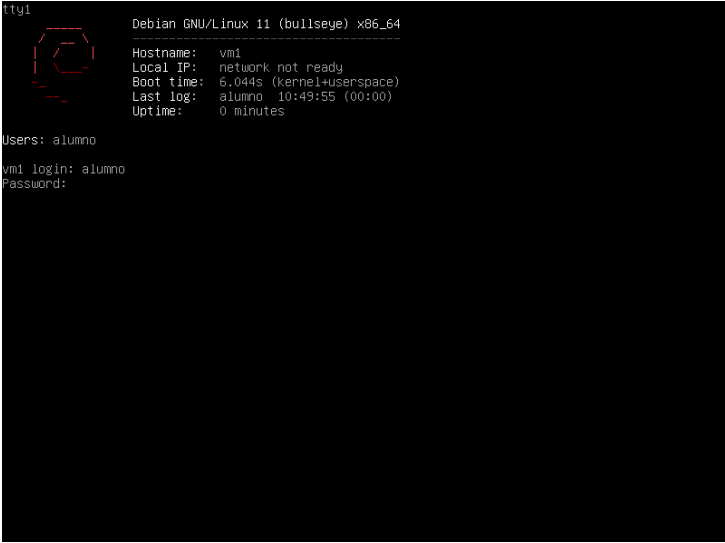 tty1
Debian GNU/Linux 11 (bullseye) x86_64
-------------------------------------
Hostname: vm1
Local IP: network not ready
Boot time: 6.044s (kernel+userspace)
Last log: alumno 10:49:55 (00:00)
Uptime: 0 minutes
Users: alumno
vm1 login: alumno
Password: